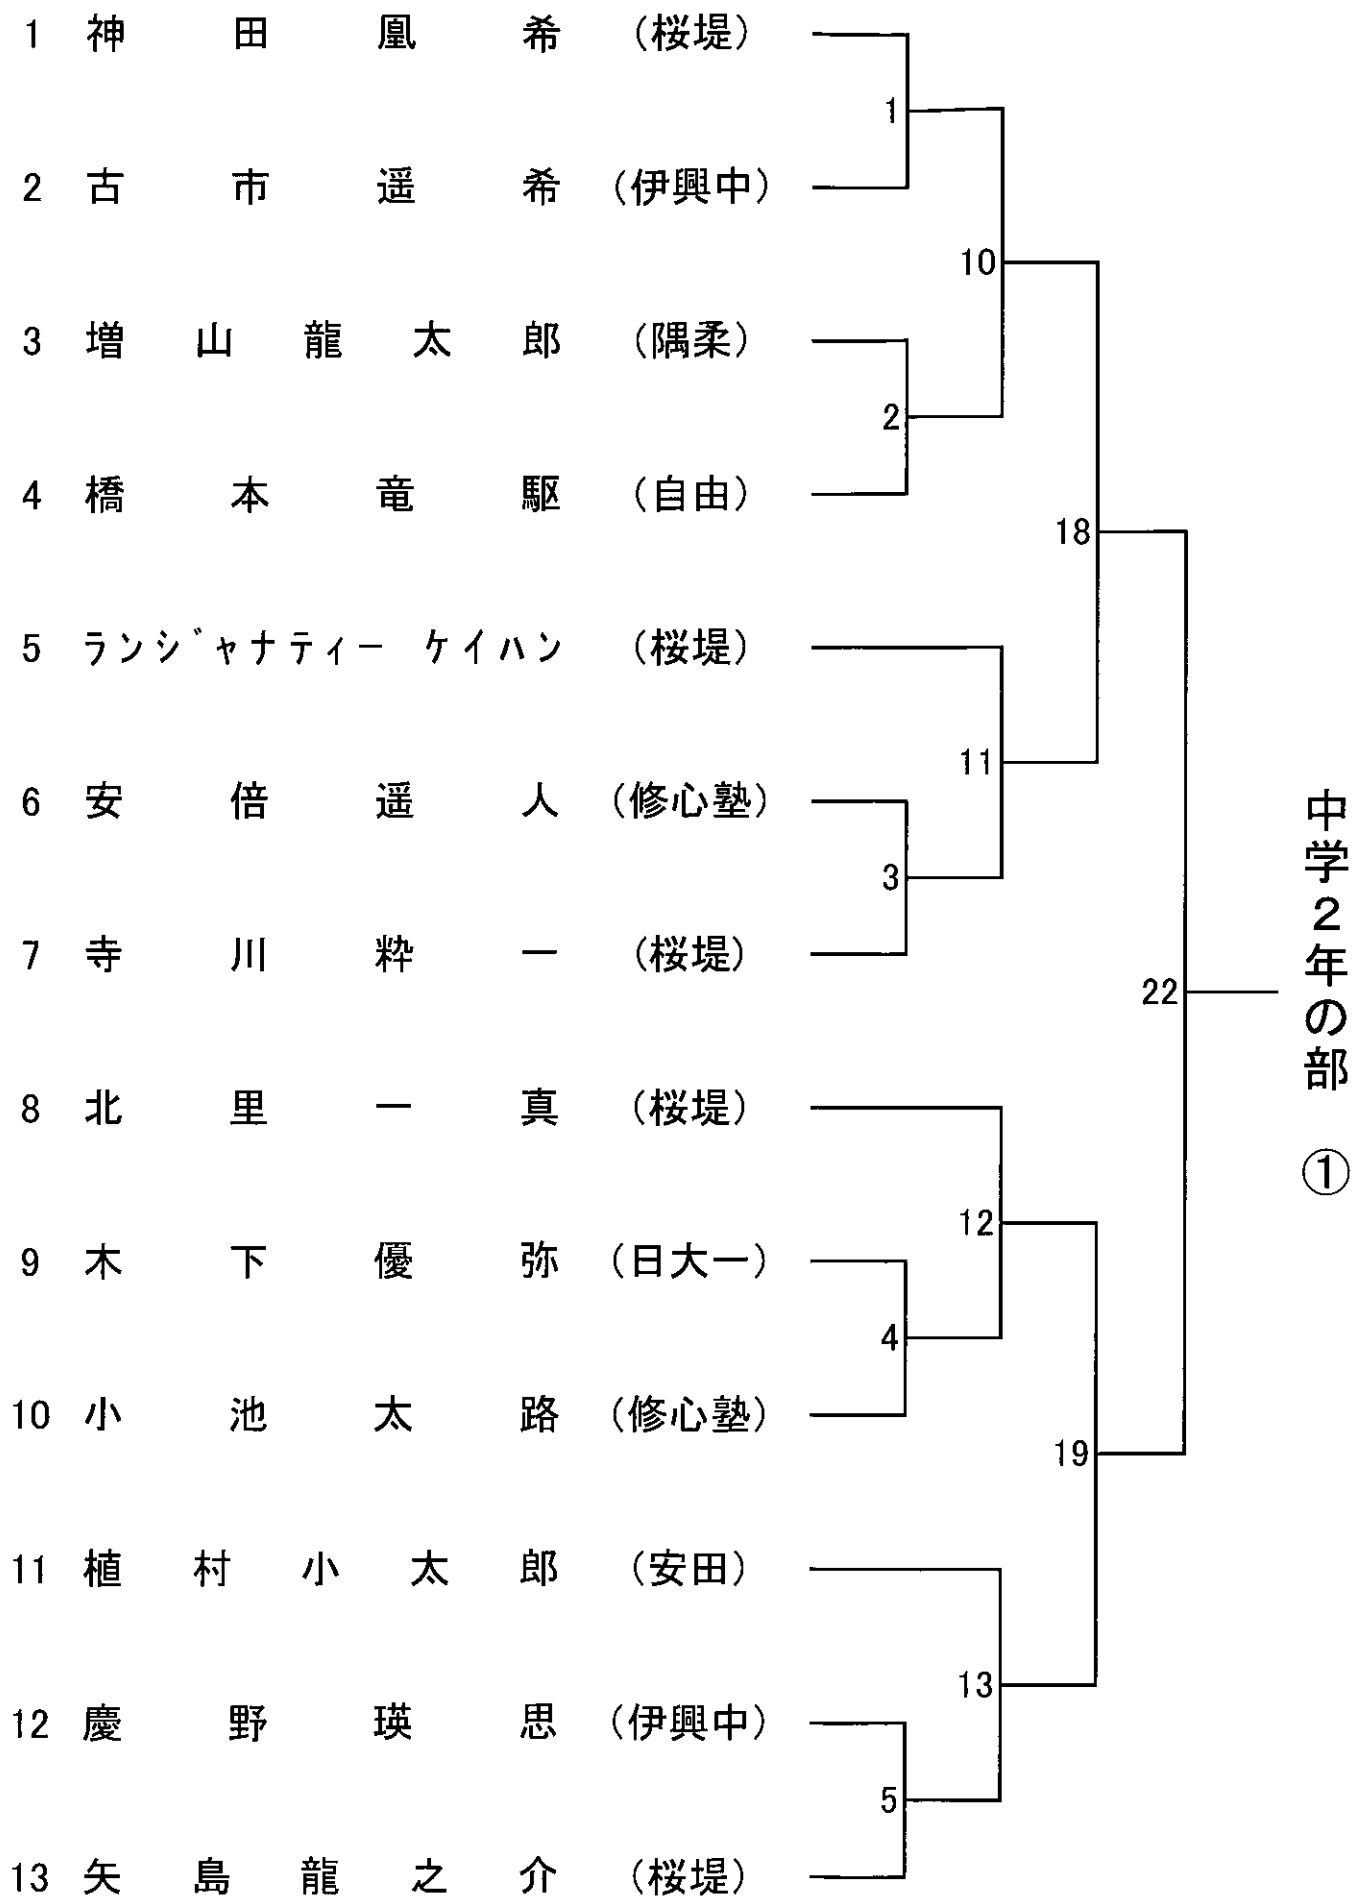 1 神田凰希 (桜堤)
2 古市遥希 (伊興中)
3 増山龍太郎 (隅柔)
4 橋本竜駆 (自由)
5 ランジャナティー ケイハン (桜堤)
6 安倍遥人 (修心塾)
7 寺川粋一 (桜堤)
8 北里一真 (桜堤)
9 木下優弥 (日大一)
10 小池太路 (修心塾)
11 植村小太郎 (安田)
12 慶野瑛思 (伊興中)
13 矢島龍之介 (桜堤)
1
2
3
4
5
10
11
12
13
18
19
22
中学2年の部 ①